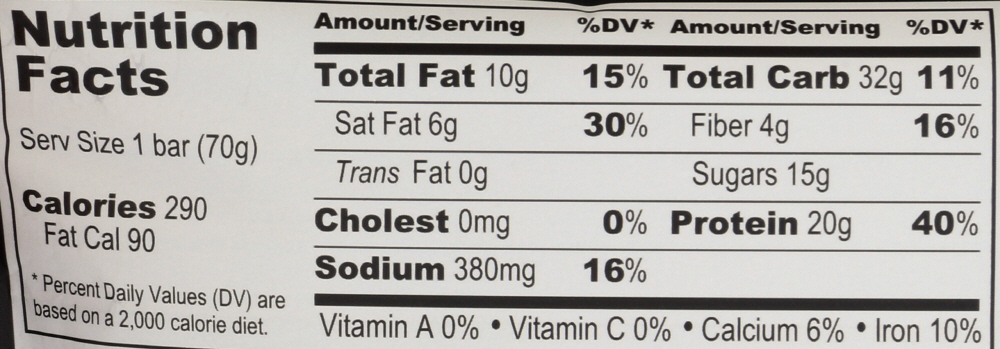 Nutrition
Facts
Serv Size 1 bar (70g)
Calories 290
Fat Cal 90
* Percent Daily Values (DV) are
based on a 2,000 calorie diet.
Amount/Serving %DV* Amount/Serving %DV*
Total Fat 10g 15% Total Carb 32g 11%
Sat Fat 6g 30% Fiber 4g 16%
Trans Fat 0g Sugars 15g
Cholest 0mg 0% Protein 20g 40%
Sodium 380mg 16%
Vitamin A 0% • Vitamin C 0% • Calcium 6% • Iron 10%